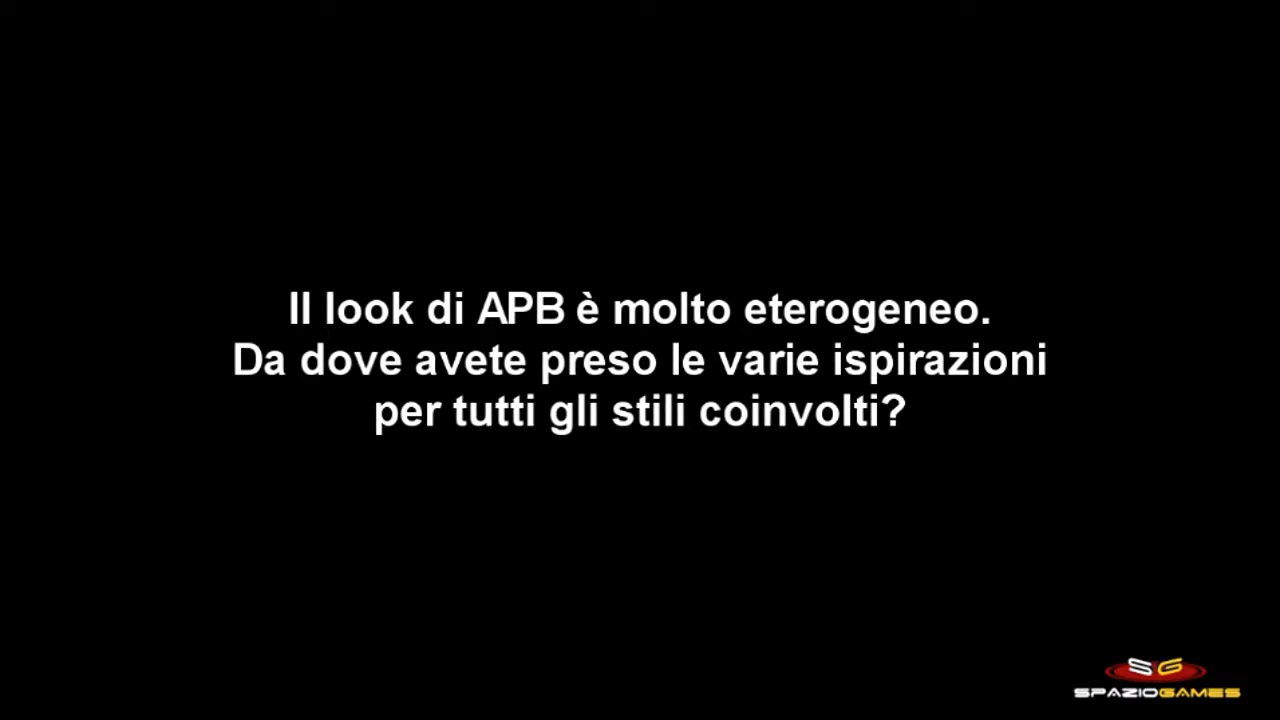 Il look di APB è molto eterogeneo.
Da dove avete preso le varie ispirazioni
per tutti gli stili coinvolti?
SG
SPAZIOGAMES